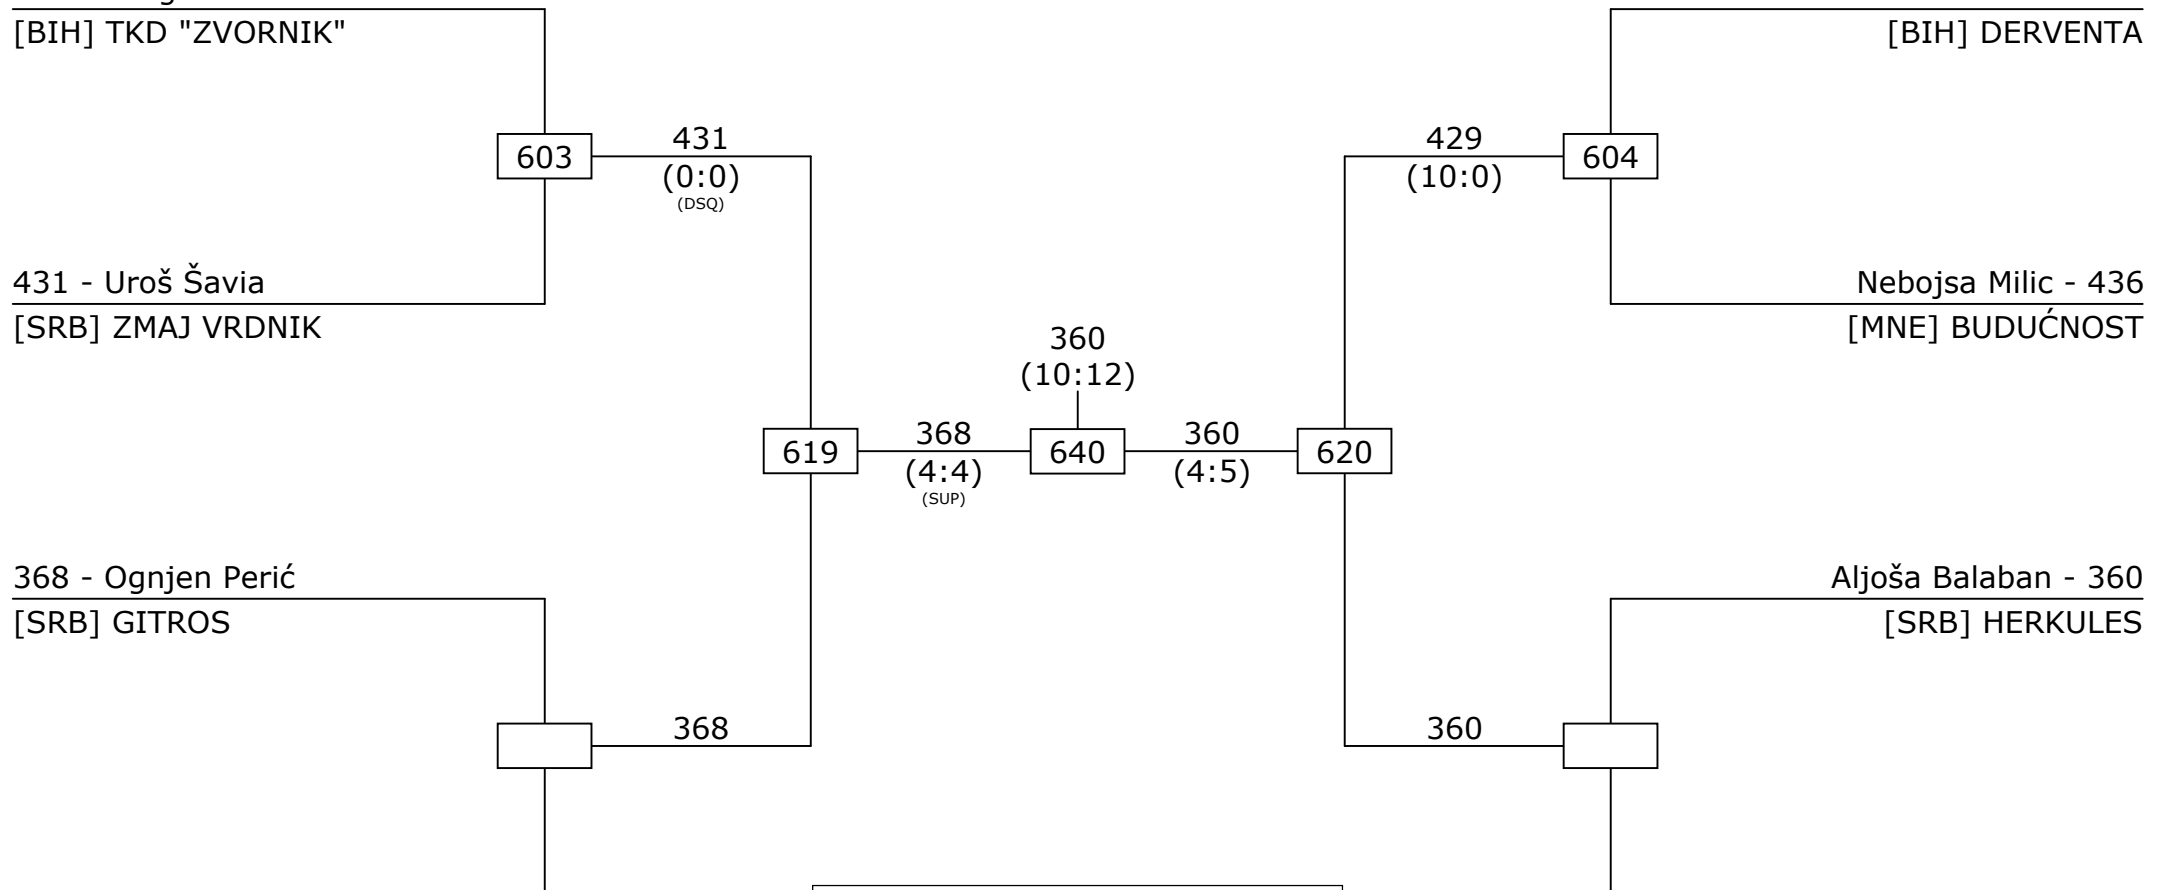 [BIH] TKD "ZVORNIK"
[BIH] DERVENTA
603
431
(0:0)
(DSQ)
429
(10:0)
604
431 - Uroš Šavia
[SRB] ZMAJ VRDNIK
Nebojsa Milic - 436
[MNE] BUDUĆNOST
360
(10:12)
619
368
(4:4)
(SUP)
640
360
(4:5)
620
368 - Ognjen Perić
[SRB] GITROS
Aljoša Balaban - 360
[SRB] HERKULES
368
360